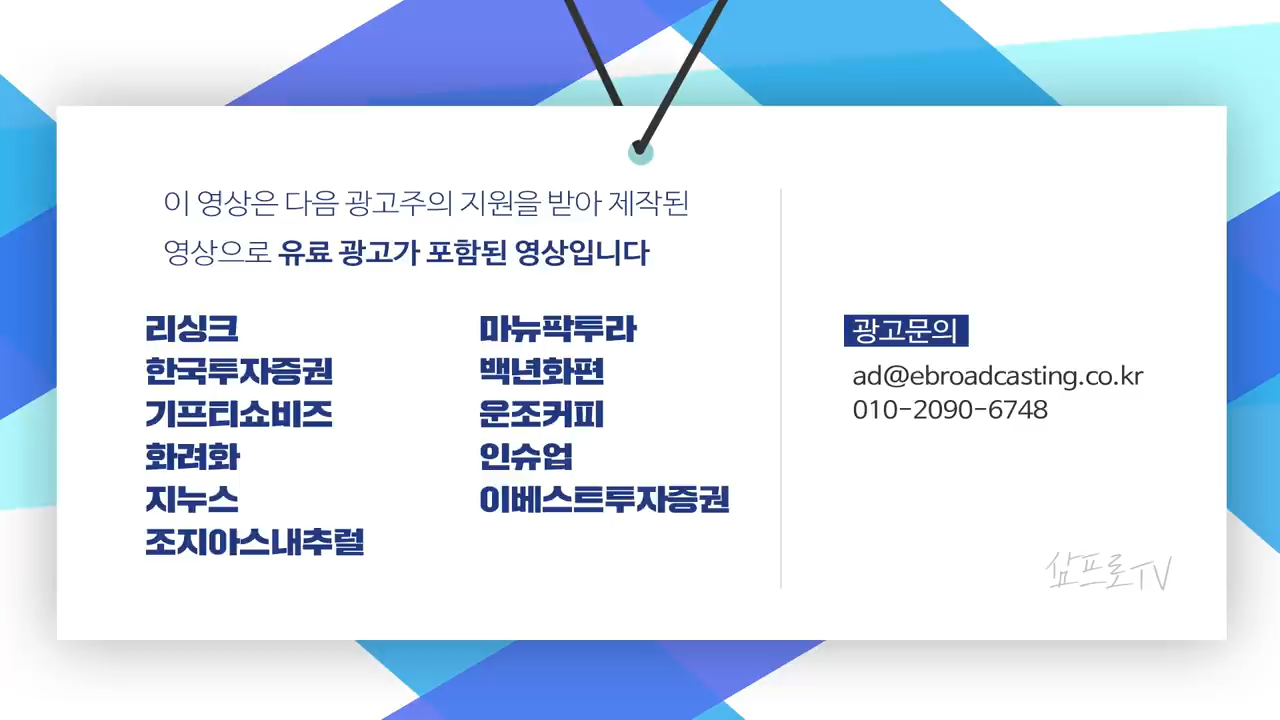 이 영상은 다음 광고주의 지원을 받아 제작된
영상으로 유료 광고가 포함된 영상입니다
리싱크
한국투자증권
기프티쇼비즈
화려화
지누스
조지아스내추럴
마뉴팍투라
백년화편
운조커피
인슈업
이베스트투자증권
광고문의
ad@ebroadcasting.co.kr
010-2090-6748
삼프로TV